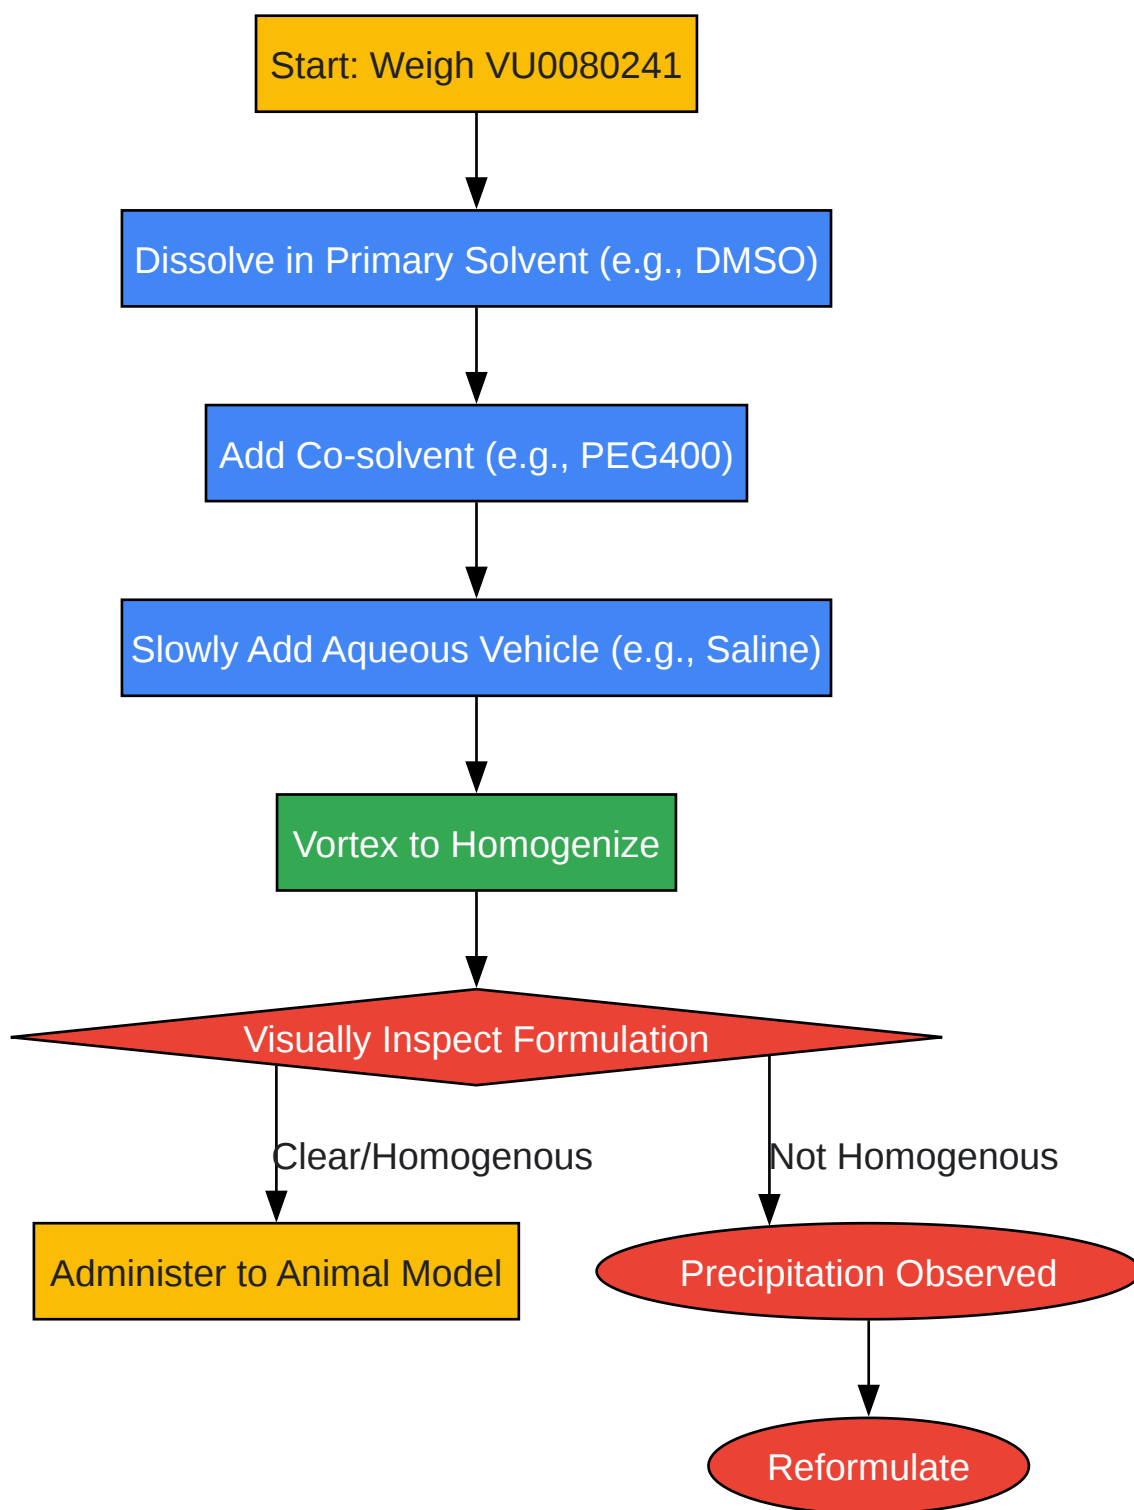 Start: Weigh VU0080241
Dissolve in Primary Solvent (e.g., DMSO)
Add Co-solvent (e.g., PEG400)
Slowly Add Aqueous Vehicle (e.g., Saline)
Vortex to Homogenize
Visually Inspect Formulation
Clear/Homogenous
Not Homogenous
Administer to Animal Model
Precipitation Observed
Reformulate